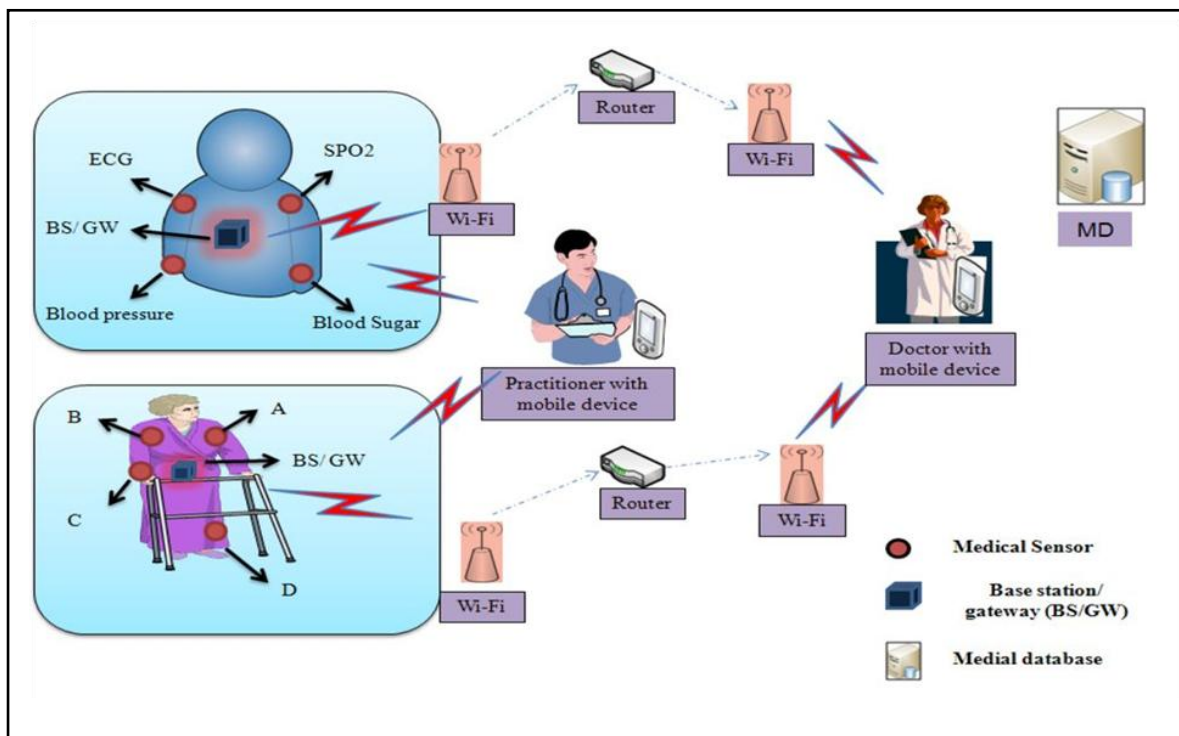 Router
Wi-Fi
ECG
SPO2
BS/ GW
Wi-Fi
MD
Blood pressure
Blood Sugar
Practitioner with
mobile device
Doctor with
mobile device
B
A
BS/ GW
C
D
Router
Wi-Fi
Wi-Fi
Medical Sensor
Base station/
gateway (BS/GW)
Medial database